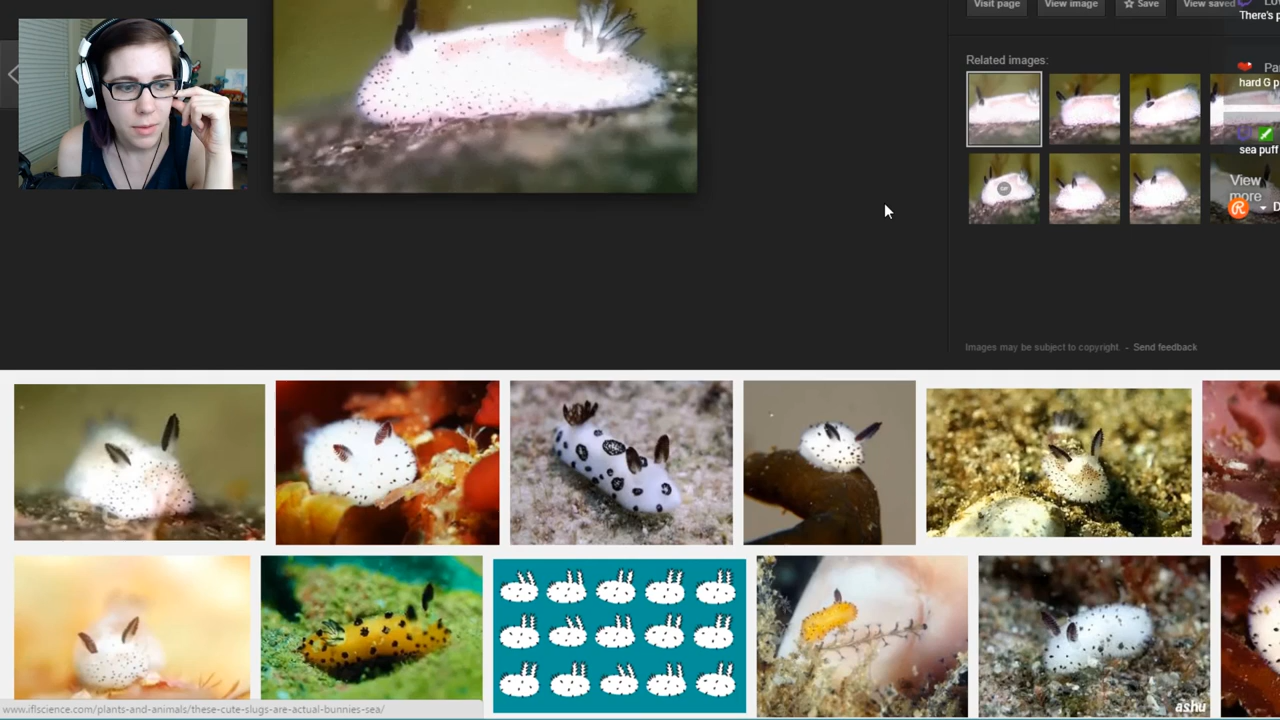 Visit page
View image
Save
View saved
There's
Related images:
hard G
sea puff
View
more
Images may be subject to copyright. - Send feedback
ashu
www.iflscience.com/plants-and-animals/these-cute-slugs-are-actual-bunnies-sea/